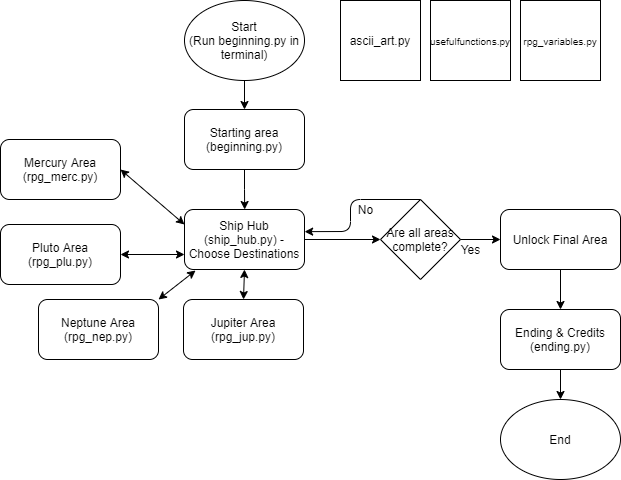 Start
(Run beginning.py in
terminal)
ascii_art.py
usefulfunctions.py
rpg_variables.py
Starting area
(beginning.py)
Mercury Area
(rpg_merc.py)
Pluto Area
(rpg_plu.py)
Neptune Area
(rpg_nep.py)
Jupiter Area
(rpg_jup.py)
Ship Hub
(ship_hub.py) -
Choose Destinations
No
Are all areas
complete?
Yes
Unlock Final Area
Ending & Credits
(ending.py)
End